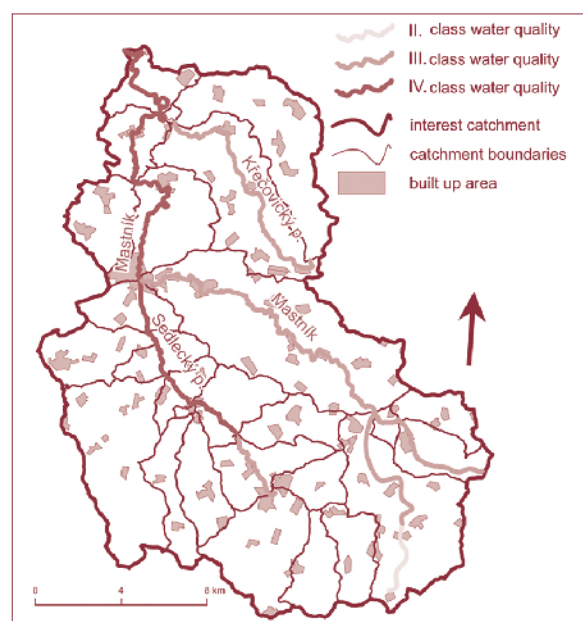 II. class water quality
III. class water quality
IV. class water quality
interest catchment
catchment boundaries
built up area
Křečovický p.
Mastník
Mastník
Sedlecký p.
0 4 8 km